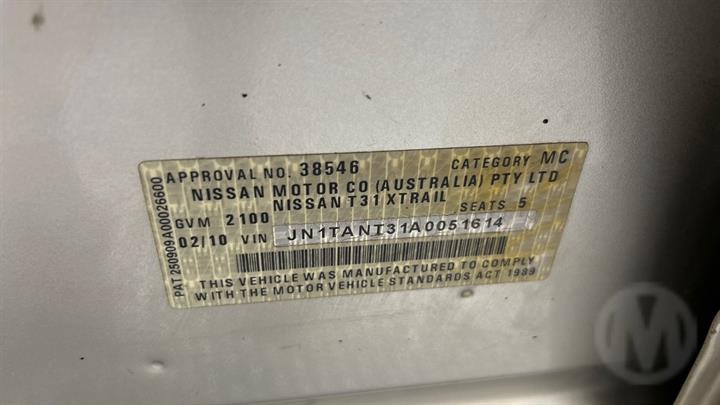 APPROVAL NO. 38546 CATEGORY MC
NISSAN MOTOR CO (AUSTRALIA) PTY LTD
NISSAN T31 XTRAIL
GVM 2100 SEATS 5
02/10 VIN JN1TANT31A0051614
THIS VEHICLE WAS MANUFACTURED TO COMPLY
WITH THE MOTOR VEHICLE STANDARDS ACT 1989
PAT 250909A00026600
M